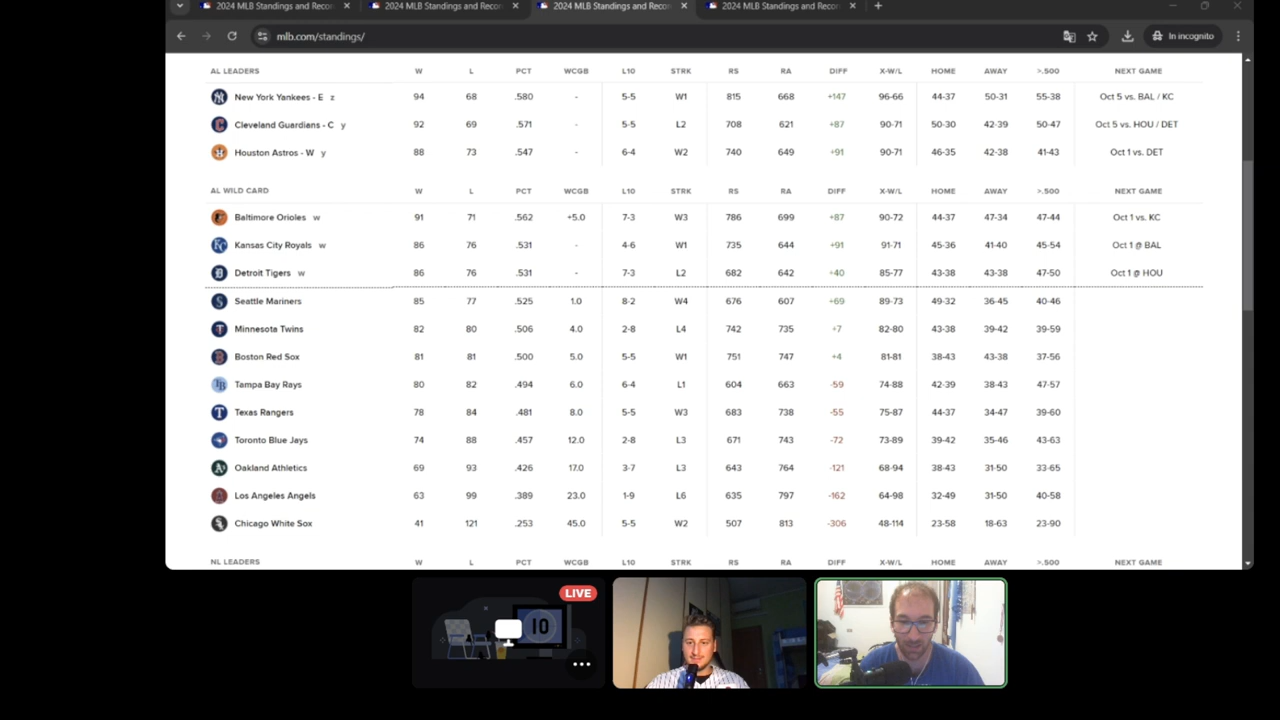 2024 MLB Standings and Recor 2024 MLB Standings and Recor 2024 MLB Standings and Recor 2024 MLB Standings and Recor
mlb.com/standings/ In incognito
AL LEADERS W L PCT WCGB L10 STRK RS RA DIFF X-W/L HOME AWAY >.500 NEXT GAME
New York Yankees - E z 94 68 .580 - 5-5 W1 815 668 +147 96-66 44-37 50-31 55-38 Oct 5 vs. BAL / KC
Cleveland Guardians - C y 92 69 .571 - 5-5 L2 708 621 +87 90-71 50-30 42-39 50-47 Oct 5 vs. HOU / DET
Houston Astros - W y 88 73 .547 - 6-4 W2 740 649 +91 90-71 46-35 42-38 41-43 Oct 1 vs. DET
AL WILD CARD W L PCT WCGB L10 STRK RS RA DIFF X-W/L HOME AWAY >.500 NEXT GAME
Baltimore Orioles w 91 71 .562 +5.0 7-3 W3 786 699 +87 90-72 44-37 47-34 47-44 Oct 1 vs. KC
Kansas City Royals w 86 76 .531 - 4-6 W1 735 644 +91 91-71 45-36 41-40 45-54 Oct 1 @ BAL
Detroit Tigers w 86 76 .531 - 7-3 L2 682 642 +40 85-77 43-38 43-38 47-50 Oct 1 @ HOU
Seattle Mariners 85 77 .525 1.0 8-2 W4 676 607 +69 89-73 49-32 36-45 40-46
Minnesota Twins 82 80 .506 4.0 2-8 L4 742 735 +7 82-80 43-38 39-42 39-59
Boston Red Sox 81 81 .500 5.0 5-5 W1 751 747 +4 81-81 38-43 43-38 37-56
Tampa Bay Rays 80 82 .494 6.0 6-4 L1 604 663 -59 74-88 42-39 38-43 47-57
Texas Rangers 78 84 .481 8.0 5-5 W3 683 738 -55 75-87 44-37 34-47 39-60
Toronto Blue Jays 74 88 .457 12.0 2-8 L3 671 743 -72 73-89 39-42 35-46 43-63
Oakland Athletics 69 93 .426 17.0 3-7 L3 643 764 -121 68-94 38-43 31-50 33-65
Los Angeles Angels 63 99 .389 23.0 1-9 L6 635 797 -162 64-98 32-49 31-50 40-58
Chicago White Sox 41 121 .253 45.0 5-5 W2 507 813 -306 48-114 23-58 18-63 23-90
NL LEADERS W L PCT WCGB L10 STRK RS RA DIFF X-W/L HOME AWAY >.500 NEXT GAME
LIVE
10